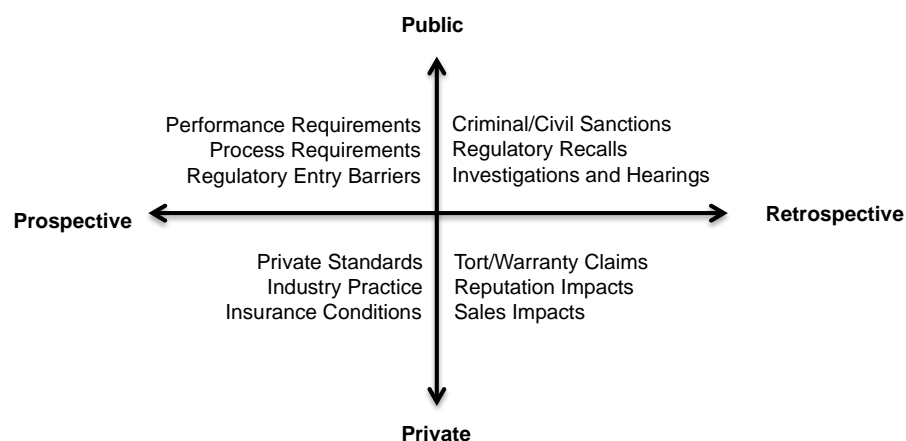 Public
Performance Requirements
Process Requirements
Regulatory Entry Barriers
Criminal/Civil Sanctions
Regulatory Recalls
Investigations and Hearings
Prospective
Retrospective
Private Standards
Industry Practice
Insurance Conditions
Tort/Warranty Claims
Reputation Impacts
Sales Impacts
Private